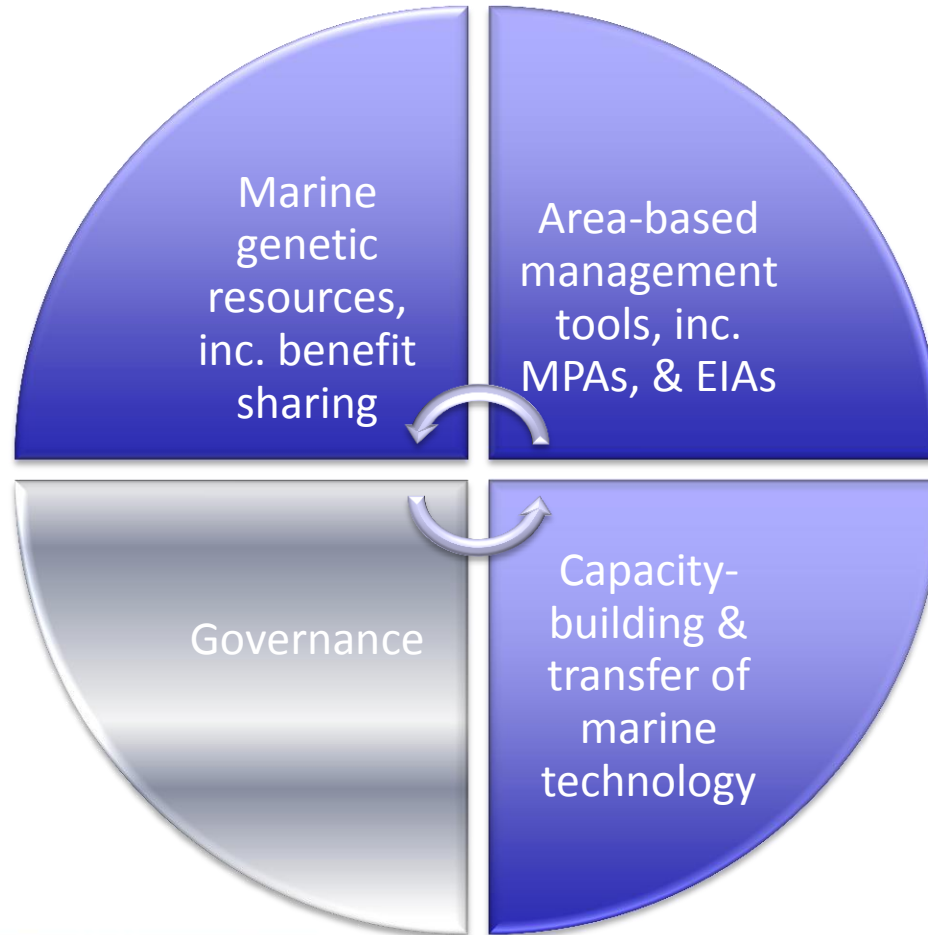 Marine
genetic
resources,
inc. benefit
sharing
Area-based
management
tools, inc.
MPAs, & EIAs
Governance
Capacity-
building &
transfer of
marine
technology